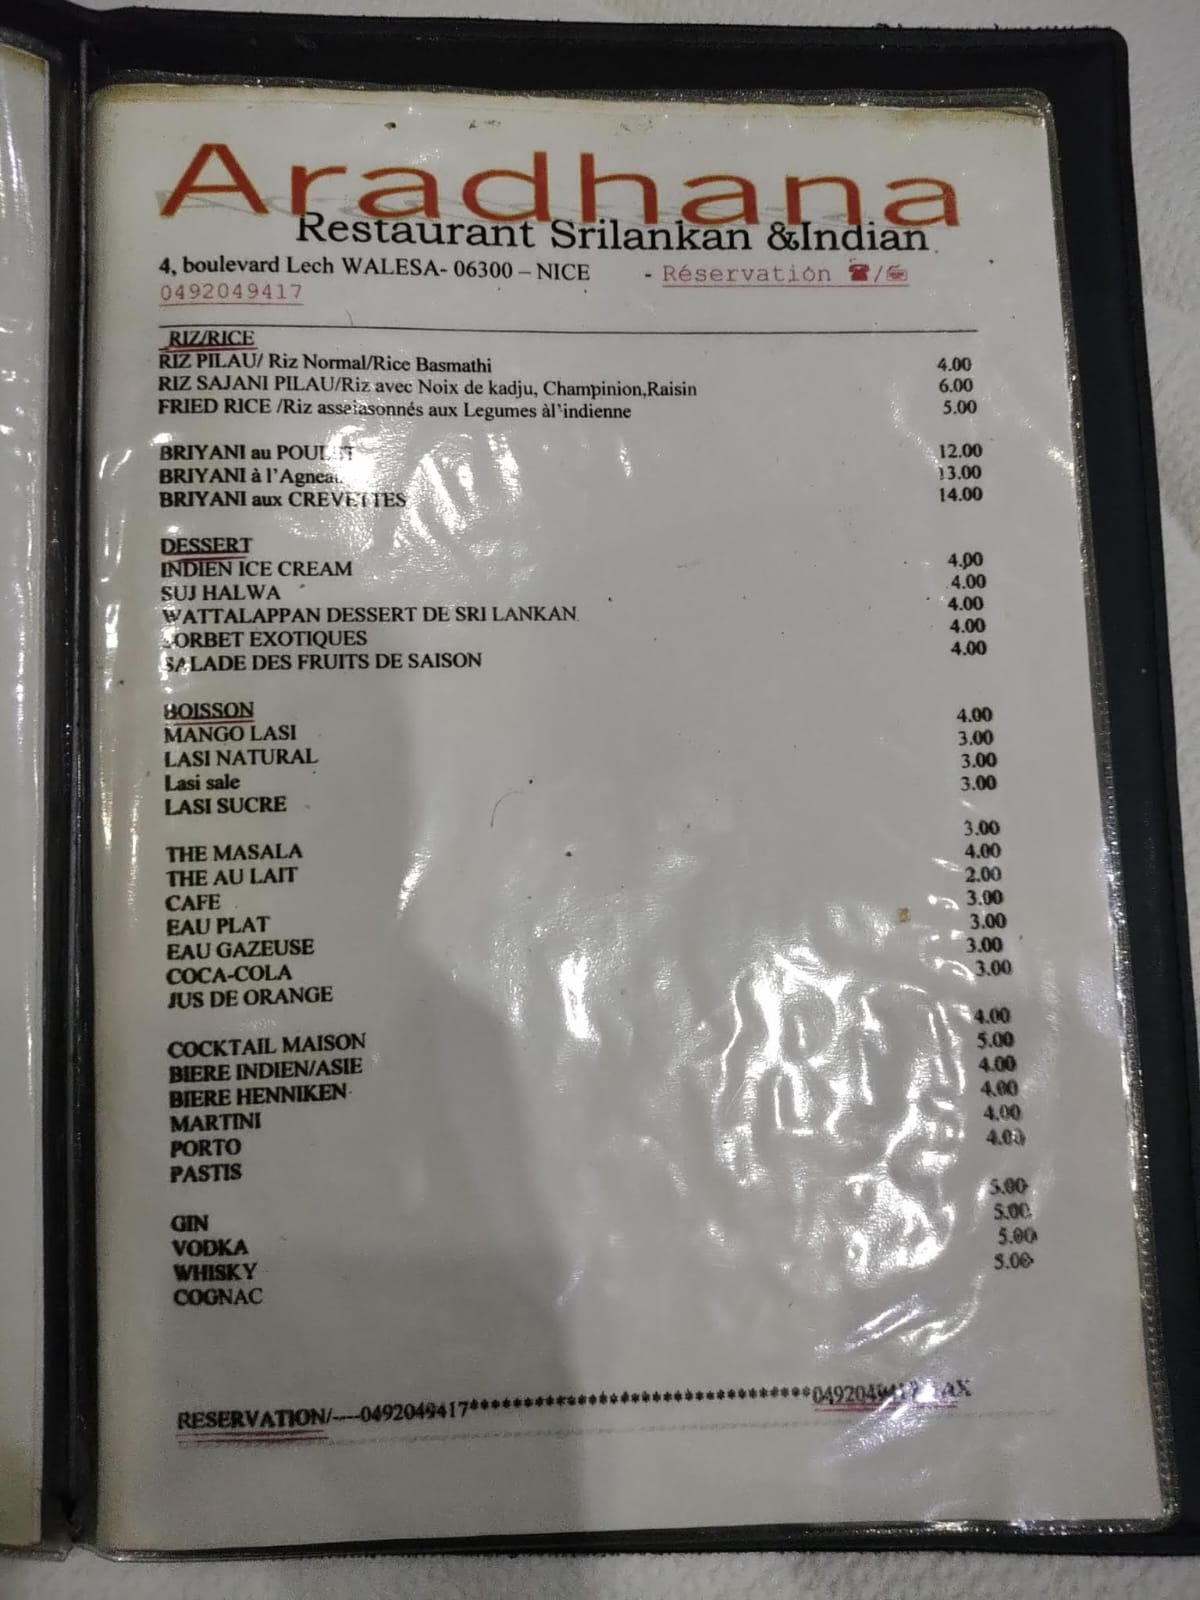 Aradhana
Restaurant Srilankan &Indian
4, boulevard Lech WALESA- 06300 – NICE - Réservation ☎/
0492049417
RIZ/RICE
RIZ PILAU/ Riz Normal/Rice Basmathi 4.00
RIZ SAJANI PILAU/Riz avec Noix de kadju, Champinion,Raisin 6.00
FRIED RICE /Riz assaiasonnés aux Legumes àl'indienne 5.00
BRIYANI au POULET 12.00
BRIYANI à l'Agneau 13.00
BRIYANI aux CREVETTES 14.00
DESSERT
INDIEN ICE CREAM 4.00
SUJ HALWA 4.00
WATTALAPPAN DESSERT DE SRI LANKAN 4.00
SORBET EXOTIQUES 4.00
SALADE DES FRUITS DE SAISON 4.00
BOISSON
MANGO LASI 4.00
LASI NATURAL 3.00
Lasi sale 3.00
LASI SUCRE 3.00
THE MASALA 3.00
THE AU LAIT 4.00
CAFE 2.00
EAU PLAT 3.00
EAU GAZEUSE 3.00
COCA-COLA 3.00
JUS DE ORANGE 3.00
COCKTAIL MAISON 4.00
BIERE INDIEN/ASIE 5.00
BIERE HENNIKEN 4.00
MARTINI 4.00
PORTO 4.00
PASTIS 4.00
GIN 5.00
VODKA 5.00
WHISKY 5.00
COGNAC 5.00
RESERVATION/----0492049417************************************